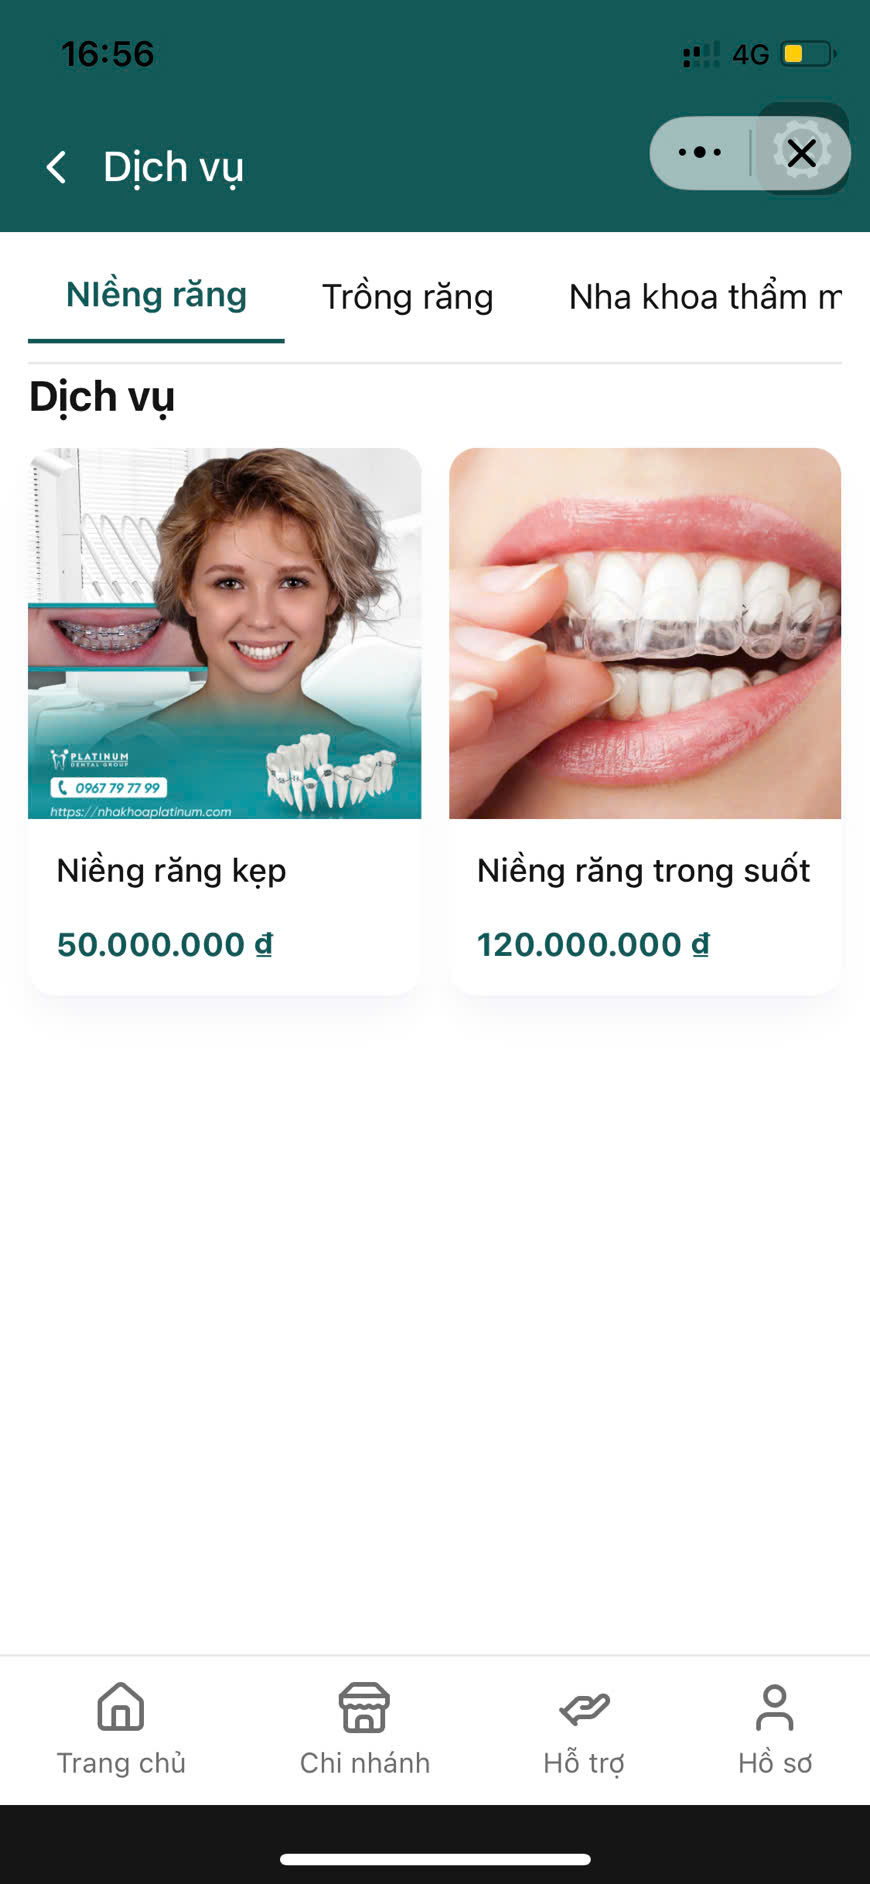 16:56
4G
Dịch vụ
NIềng răng
Trồng răng
Nha khoa thẩm m
Dịch vụ
PLATINUM
DENTAL GROUP
0967 79 77 99
https://nhakhoaplatinum.com
Niềng răng kẹp
Niềng răng trong suốt
50.000.000 ₫
120.000.000 ₫
Trang chủ
Chi nhánh
Hỗ trợ
Hồ sơ